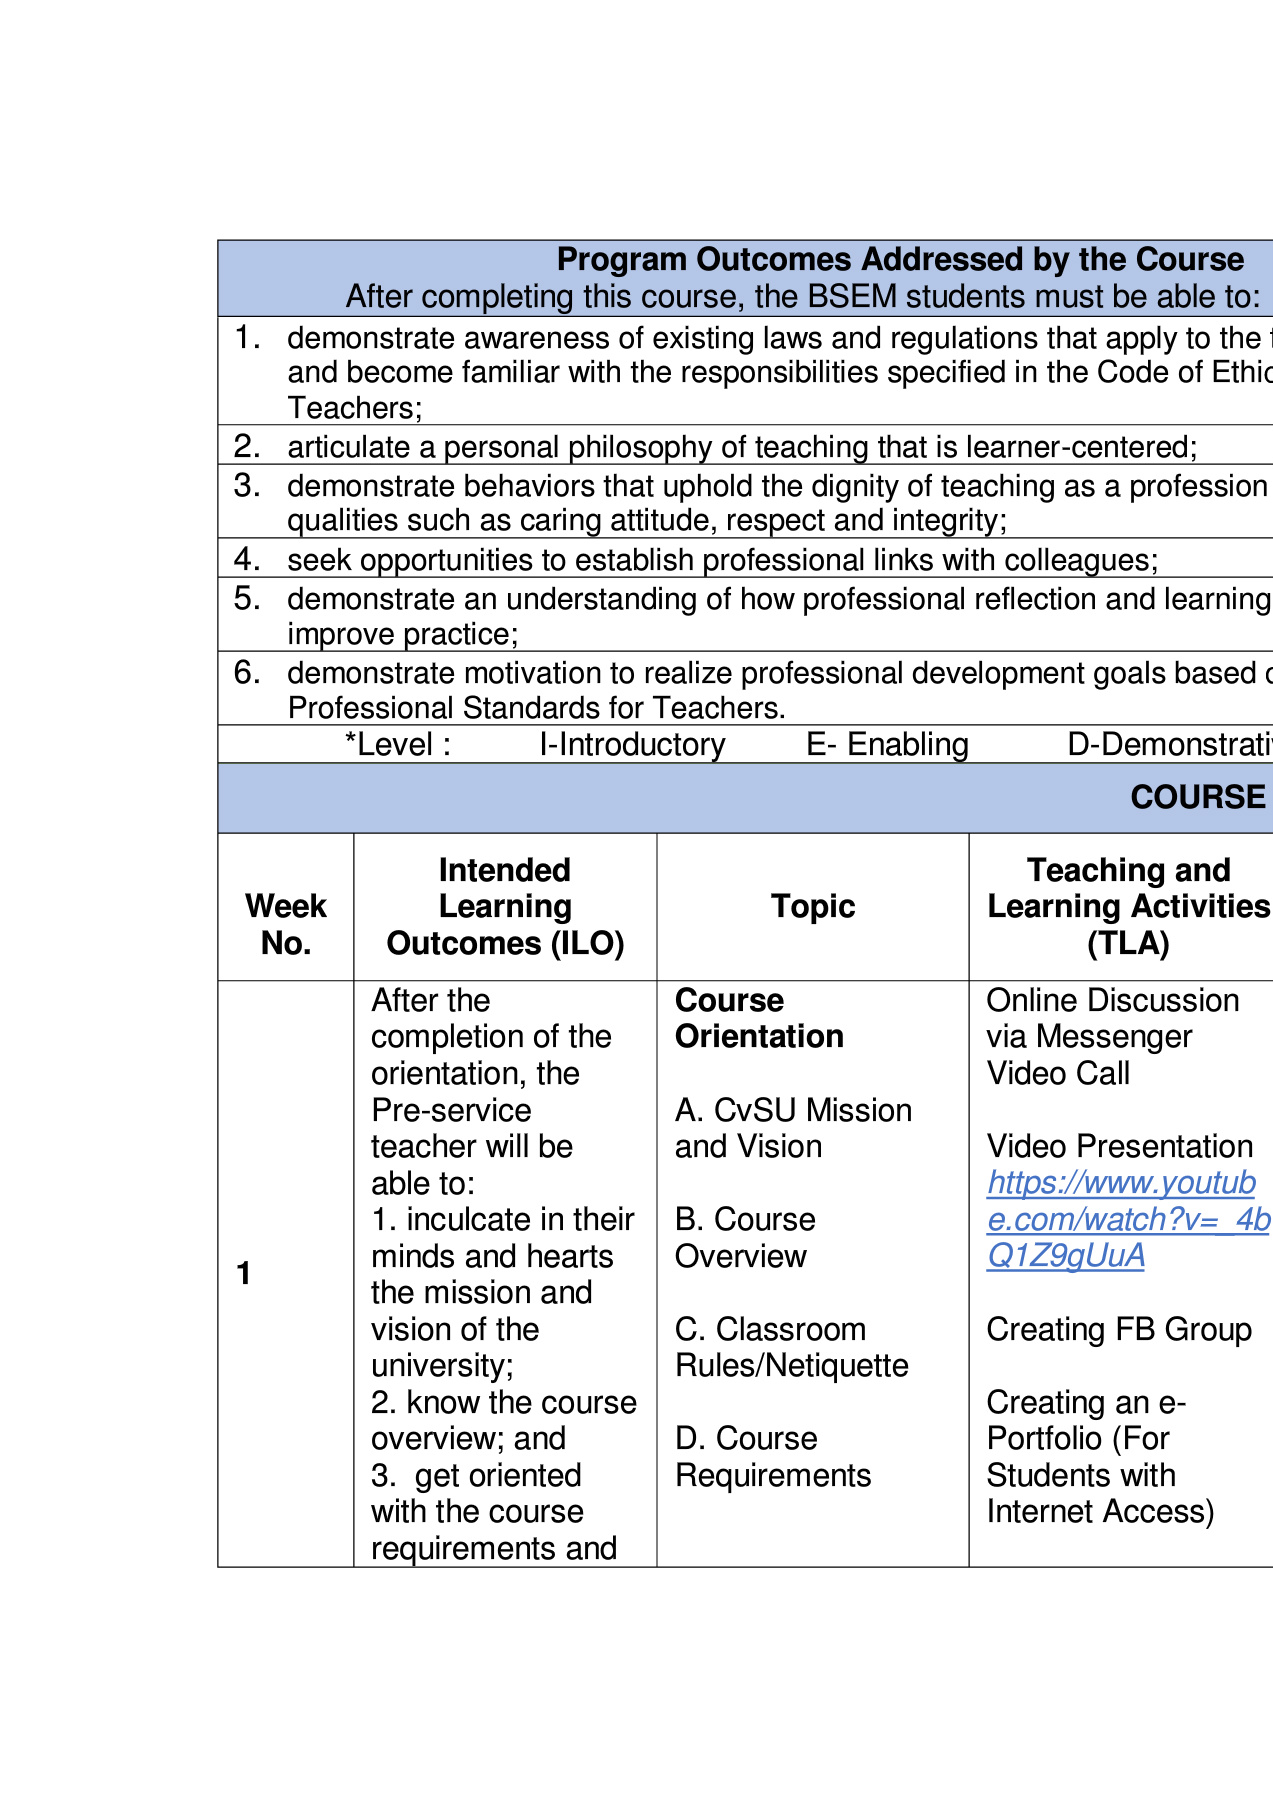 Program Outcomes Addressed by the Course
After completing this course, the BSEM students must be able to:
1. demonstrate awareness of existing laws and regulations that apply to the
and become familiar with the responsibilities specified in the Code of
Teachers;
2. articulate a personal philosophy of teaching that is learner-centered;
3. demonstrate behaviors that uphold the dignity of teaching as a profession
qualities such as caring attitude, respect and integrity;
4. seek opportunities to establish professional links with colleagues;
5. demonstrate an understanding of how professional reflection and learning
improve practice;
6. demonstrate motivation to realize professional development goals based
Professional Standards for Teachers.
*Level : I-Introductory E- Enabling
COURSE
Week
No.
Intended
Learning
Outcomes (ILO)
Topic
Teaching and
Learning Activities
(TLA)
1
After the
completion of the
orientation, the
Pre-service
teacher will be
able to:
1. inculcate in their
minds and hearts
the mission and
vision of the
university;
2. know the course
overview; and
3. get oriented
with the course
requirements and
Course
Orientation
A. CvSU Mission
and Vision
B. Course
Overview
C. Classroom
Rules/Netiquette
D. Course
Requirements
Online Discussion
via Messenger
Video Call
Video Presentation
https://www.youtub
e.com/watch?v=_4b
Q1Z9gUuA
Creating FB Group
Creating an e-
Portfolio (For
Students with
Internet Access)